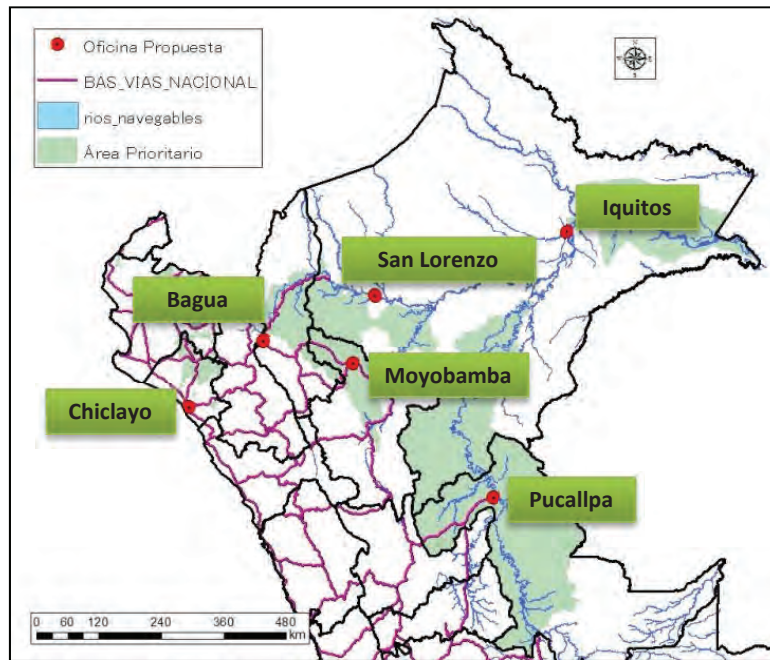 Oficina Propuesta
BAS_VIAS_NACIONAL
rios_navegables
Área Prioritario
Iquitos
San Lorenzo
Bagua
Moyobamba
Chiclayo
Pucallpa
0 60 120 240 360 480
km